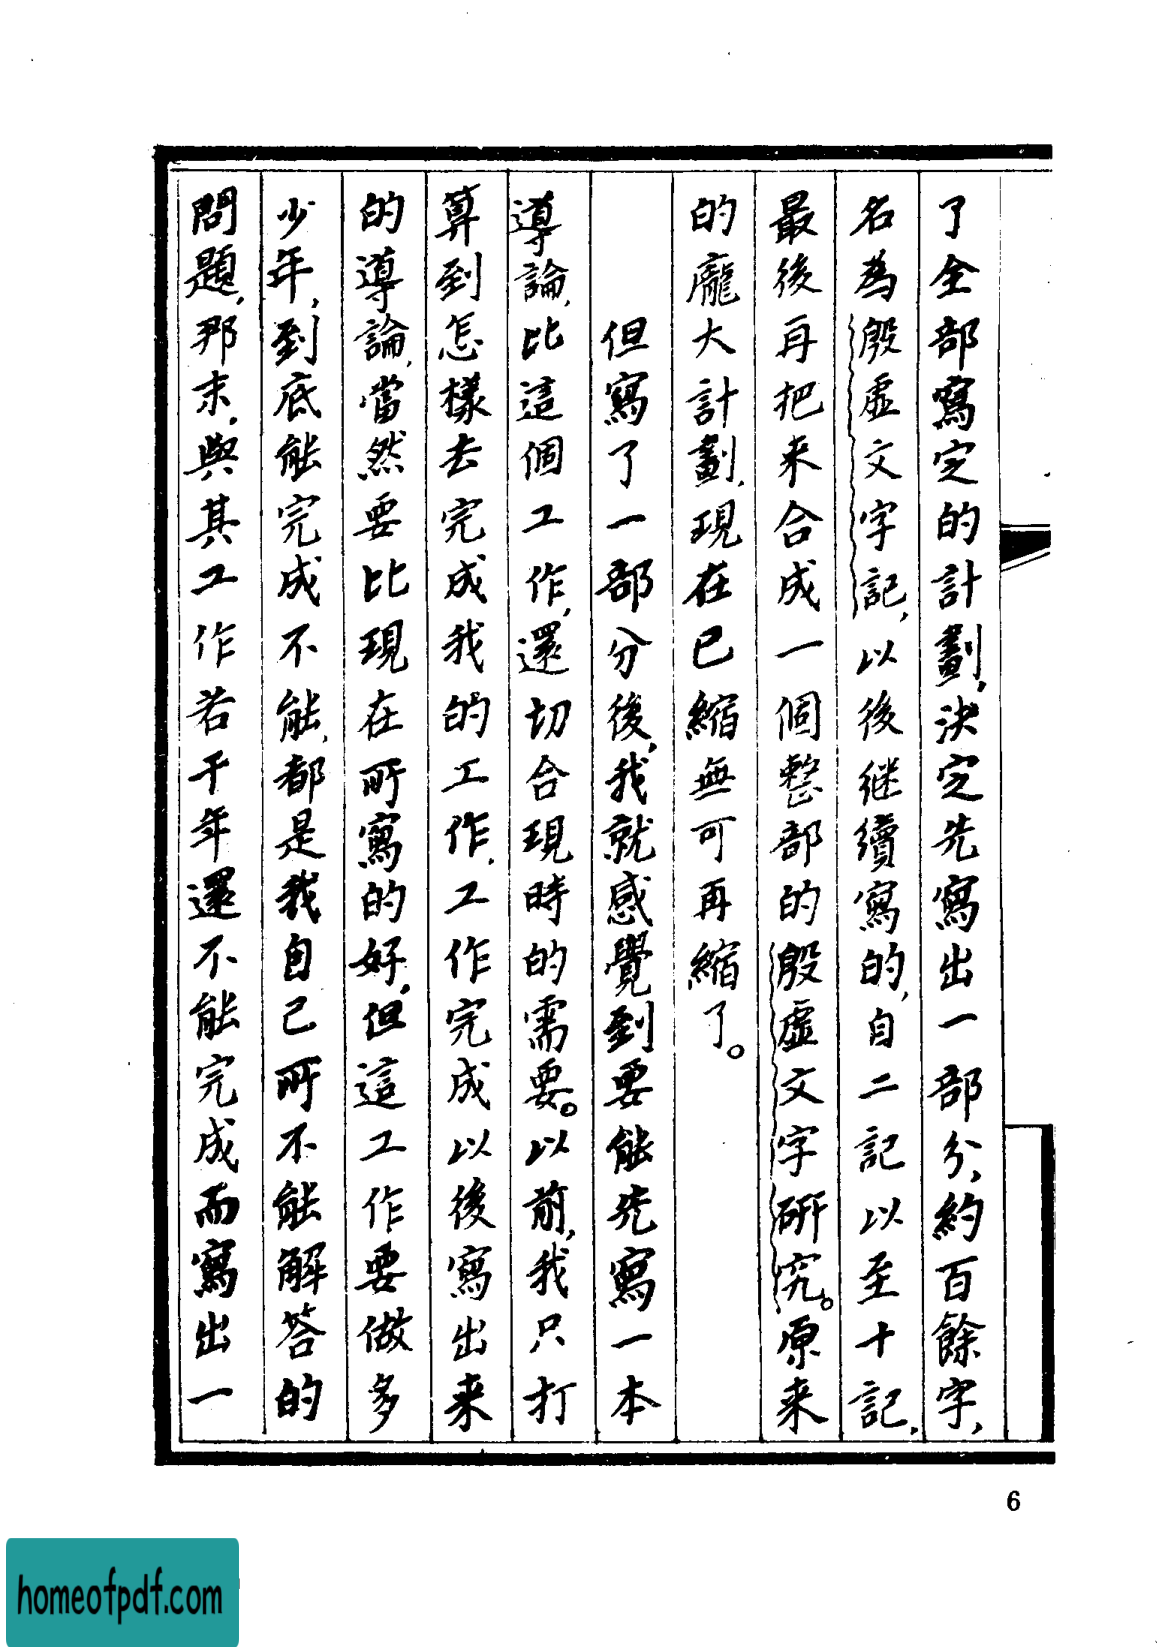 了全部寫定的計劃，決定先寫出一部分，約百餘字，
名為殷虛文字記，以後继續寫的，自二記以至十記，
最後再把来合成一個整部的殷虛文字研究。原来
的龐大計劃，現在已縮無可再縮了。
但寫了一部分後，我就感覺到要能先寫一本
導論，比這個工作，還切合現時的需要。以前，我只打
算到怎樣去完成我的工作，工作完成以後寫出来
的導論，當然要比現在所寫的好，但這工作要做多
少年，到底能完成不能，都是我自己所不能解答的
問題，那末，與其工作若干年還不能完成而寫出一
6
homeofpdf.com